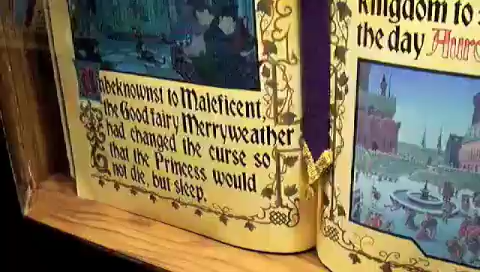 Unbeknownst to Maleficent,
the Good fairy Merryweather
had changed the curse so
that the Princess would
not die, but sleep.
kingdom to
the day